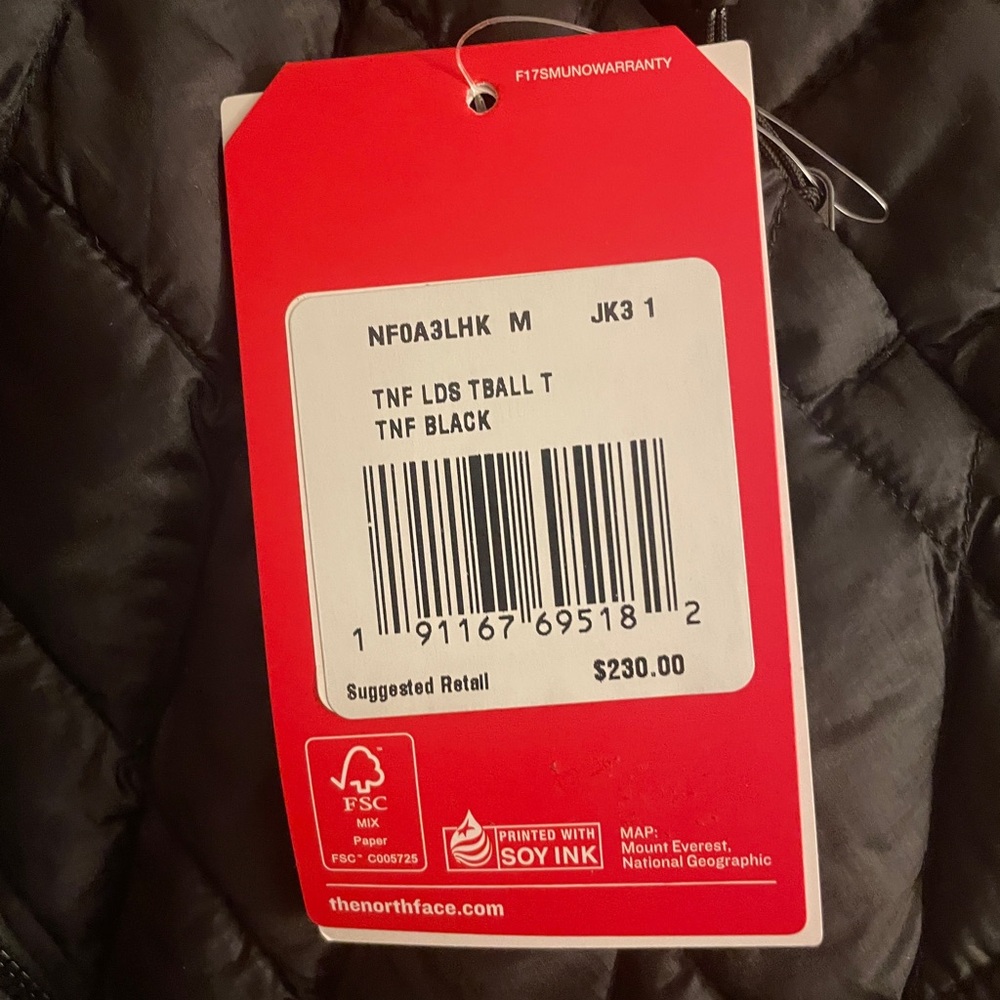 F17SMUNOWARRANTY
NF0A3LHK M JK3 1
TNF LDS TBALL T
TNF BLACK
1 91167 69518 2
Suggested Retail $230.00
FSC
MIX
Paper
FSC™ C005725
PRINTED WITH
SOY INK
MAP:
Mount Everest,
National Geographic
thenorthface.com